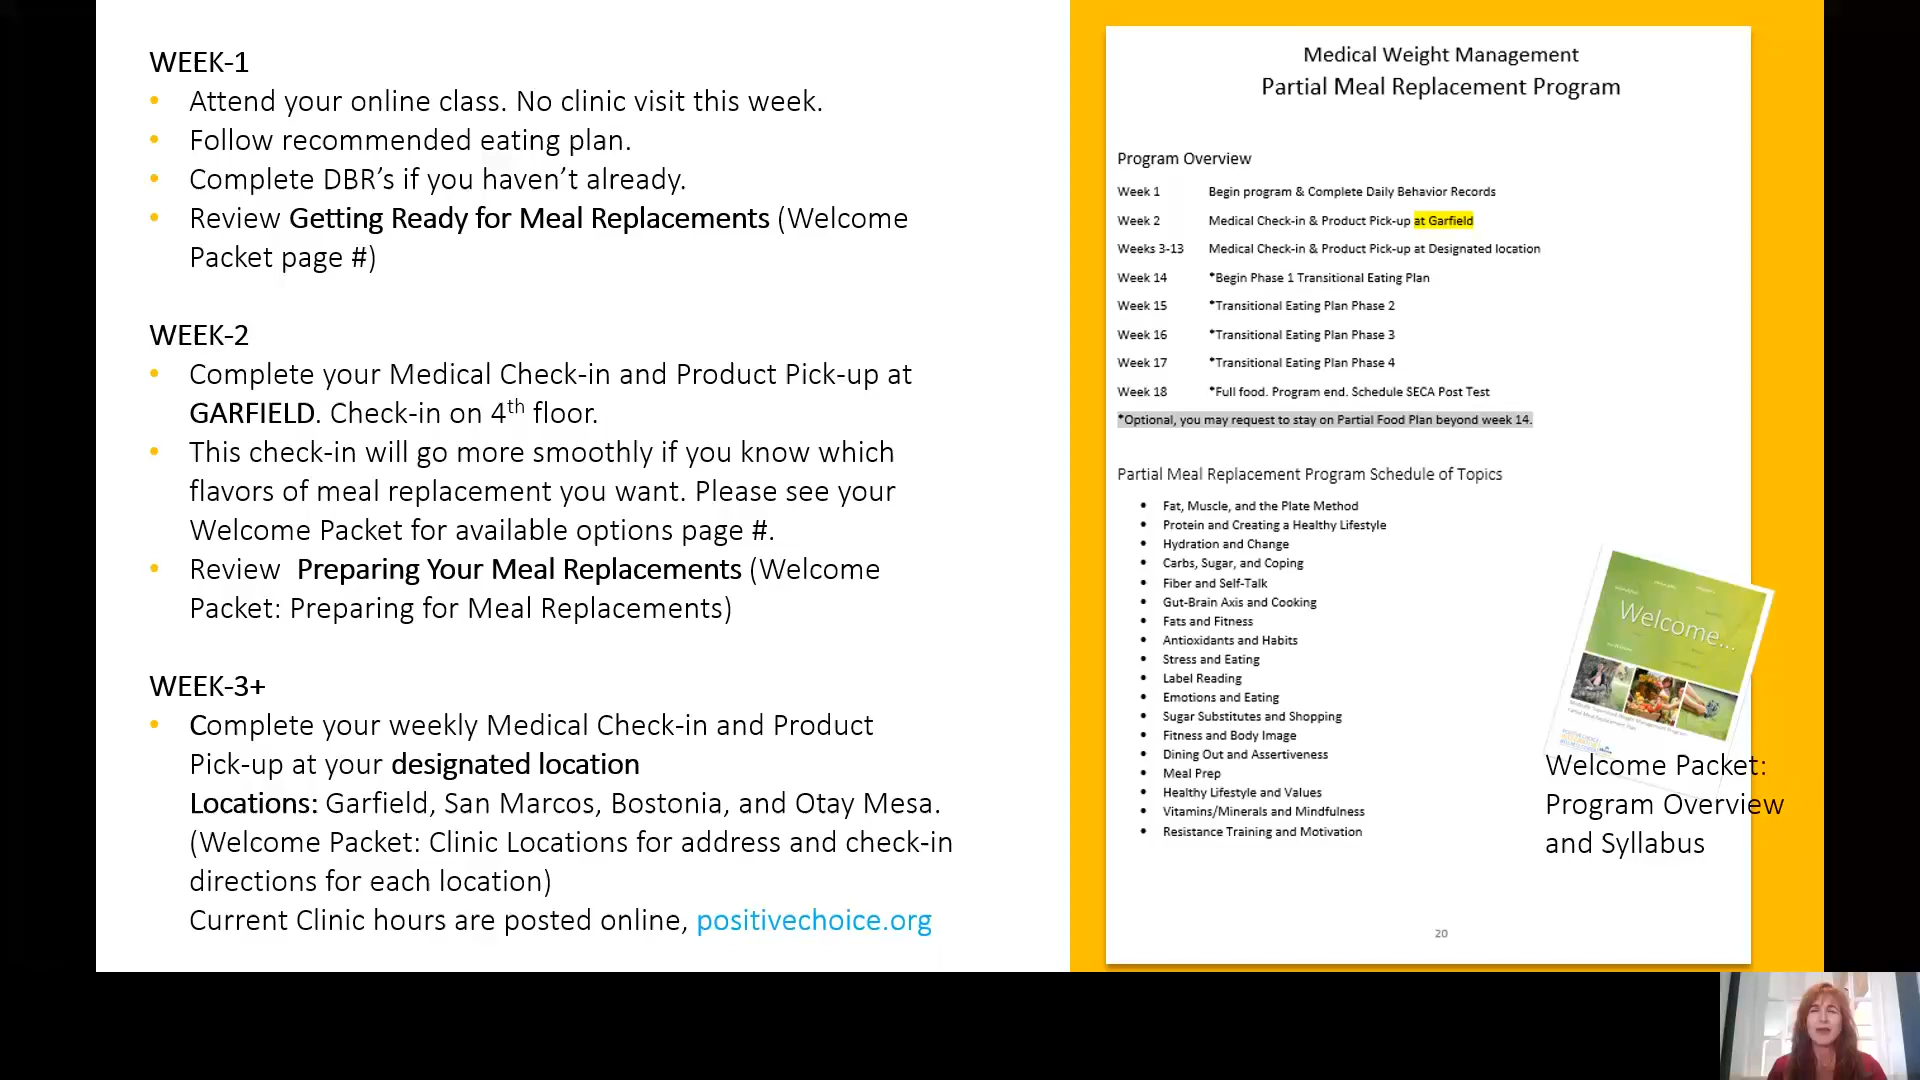 WEEK-1
• Attend your online class. No clinic visit this week.
• Follow recommended eating plan.
• Complete DBR’s if you haven’t already.
• Review Getting Ready for Meal Replacements (Welcome
Packet page #)
WEEK-2
• Complete your Medical Check-in and Product Pick-up at
GARFIELD. Check-in on 4th floor.
• This check-in will go more smoothly if you know which
flavors of meal replacement you want. Please see your
Welcome Packet for available options page #.
• Review Preparing Your Meal Replacements (Welcome
Packet: Preparing for Meal Replacements)
WEEK-3+
• Complete your weekly Medical Check-in and Product
Pick-up at your designated location
Locations: Garfield, San Marcos, Bostonia, and Otay Mesa.
(Welcome Packet: Clinic Locations for address and check-in
directions for each location)
Current Clinic hours are posted online, positivechoice.org
Medical Weight Management
Partial Meal Replacement Program
Program Overview
Week 1 Begin program & Complete Daily Behavior Records
Week 2 Medical Check-in & Product Pick-up at Garfield
Weeks 3-13 Medical Check-in & Product Pick-up at Designated location
Week 14 *Begin Phase 1 Transitional Eating Plan
Week 15 *Transitional Eating Plan Phase 2
Week 16 *Transitional Eating Plan Phase 3
Week 17 *Transitional Eating Plan Phase 4
Week 18 *Full food. Program end. Schedule SECA Post Test
*Optional, you may request to stay on Partial Food Plan beyond week 14.
Partial Meal Replacement Program Schedule of Topics
• Fat, Muscle, and the Plate Method
• Protein and Creating a Healthy Lifestyle
• Hydration and Change
• Carbs, Sugar, and Coping
• Fiber and Self-Talk
• Gut-Brain Axis and Cooking
• Fats and Fitness
• Antioxidants and Habits
• Stress and Eating
• Label Reading
• Emotions and Eating
• Sugar Substitutes and Shopping
• Fitness and Body Image
• Dining Out and Assertiveness
• Meal Prep
• Healthy Lifestyle and Values
• Vitamins/Minerals and Mindfulness
• Resistance Training and Motivation
20
Welcome...
Welcome Packet:
Program Overview
and Syllabus